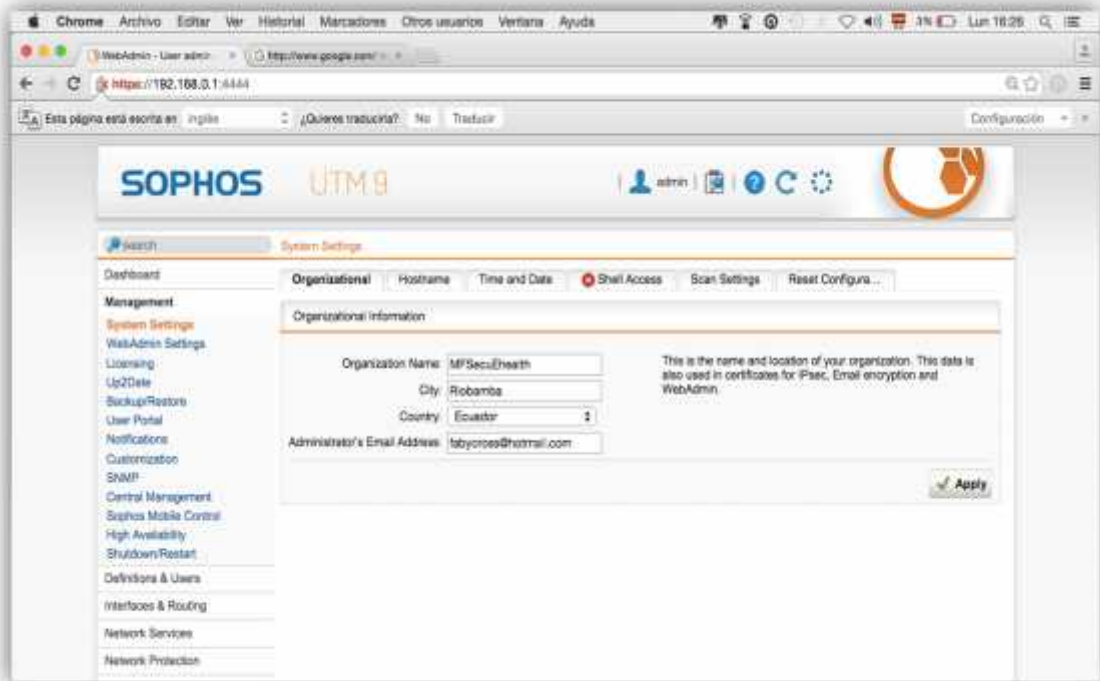 Chrome Archivo Editar Ver Historial Marcadores Otros usuarios Ventana Ayuda 3% Lun 16:26
WebAdmin - User admin http://www.google.com/
https://192.168.0.1:4444
Esta página está escrita en inglés ¿Quieres traducirla? No Traducir Configuración
SOPHOS UTM 9 admin
search System Settings
Dashboard
Organizational Hostname Time and Date Shell Access Scan Settings Reset Configura...
Management
System Settings
WebAdmin Settings
Licensing
Up2Date
Backup/Restore
User Portal
Notifications
Customization
SNMP
Central Management
Sophos Mobile Control
High Availability
Shutdown/Restart
Definitions & Users
Interfaces & Routing
Network Services
Network Protection
Organizational Information
Organization Name: MFSecuEhealth
City: Riobamba
Country: Ecuador
Administrator's Email Address: fabycross@hotmail.com
This is the name and location of your organization. This data is
also used in certificates for IPsec, Email encryption and
WebAdmin.
Apply